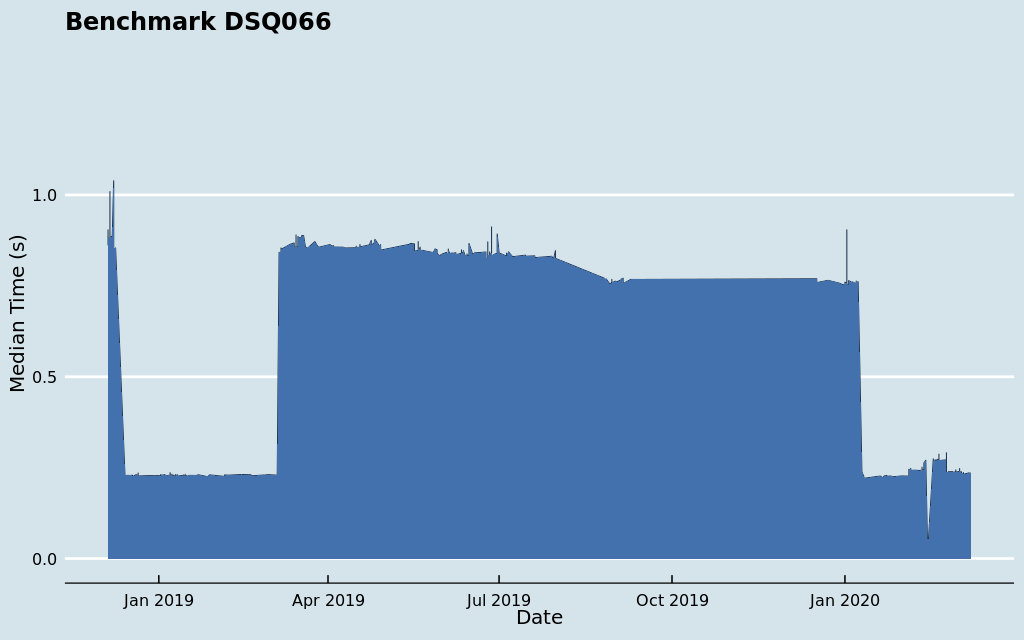 Benchmark DSQ066
Median Time (s)
1.0
0.5
0.0
Jan 2019
Apr 2019
Jul 2019
Oct 2019
Jan 2020
Date